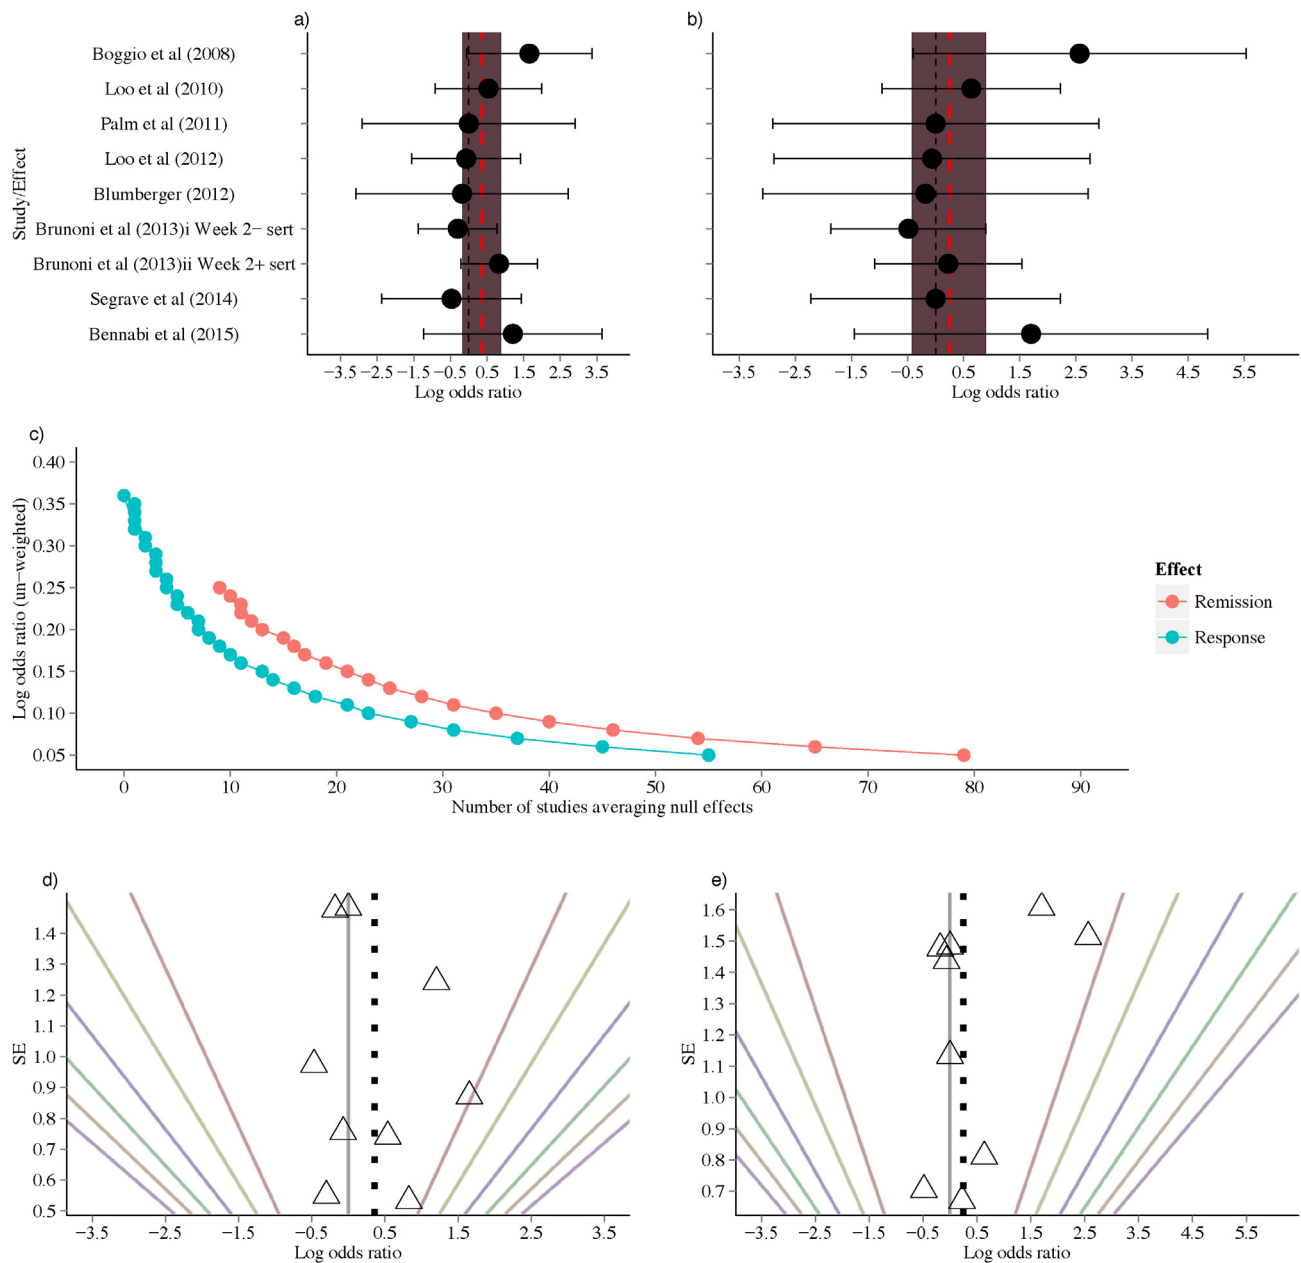 a)
b)
Study/Effect
Boggio et al (2008)
Loo et al (2010)
Palm et al (2011)
Loo et al (2012)
Blumberger (2012)
Brunoni et al (2013)i Week 2− sert
Brunoni et al (2013)ii Week 2+ sert
Segrave et al (2014)
Bennabi et al (2015)
−3.5 −2.5 −1.5 −0.5 0.5 1.5 2.5 3.5
Log odds ratio
−3.5 −2.5 −1.5 −0.5 0.5 1.5 2.5 3.5 4.5 5.5
Log odds ratio
c)
Log odds ratio (un−weighted)
0.40
0.35
0.30
0.25
0.20
0.15
0.10
0.05
0 10 20 30 40 50 60 70 80 90
Number of studies averaging null effects
Effect
Remission
Response
d)
SE
1.4
1.3
1.2
1.1
1.0
0.9
0.8
0.7
0.6
0.5
−3.5 −2.5 −1.5 −0.5 0.5 1.5 2.5 3.5
Log odds ratio
e)
SE
1.6
1.5
1.4
1.3
1.2
1.1
1.0
0.9
0.8
0.7
−3.5 −2.5 −1.5 −0.5 0.5 1.5 2.5 3.5 4.5 5.5
Log odds ratio